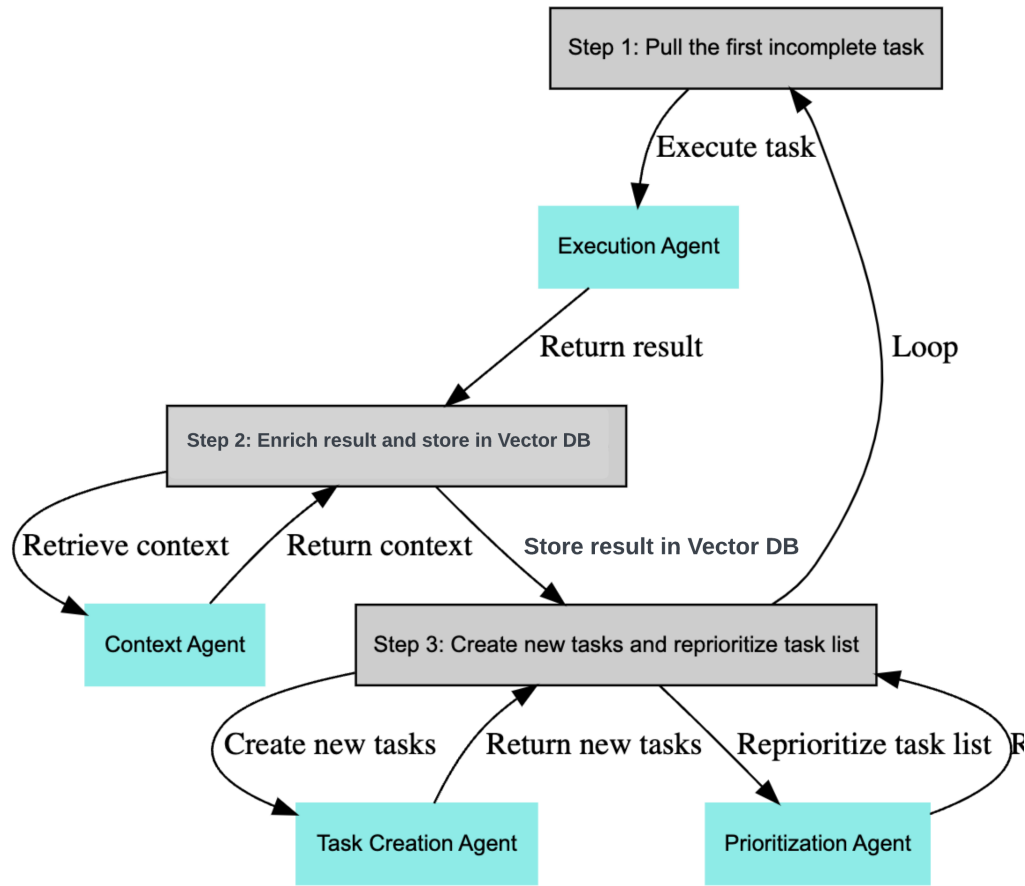 Step 1: Pull the first incomplete task
Execute task
Execution Agent
Return result
Loop
Step 2: Enrich result and store in Vector DB
Retrieve context
Return context
Store result in Vector DB
Context Agent
Step 3: Create new tasks and reprioritize task list
Create new tasks
Return new tasks
Reprioritize task list
Task Creation Agent
Prioritization Agent